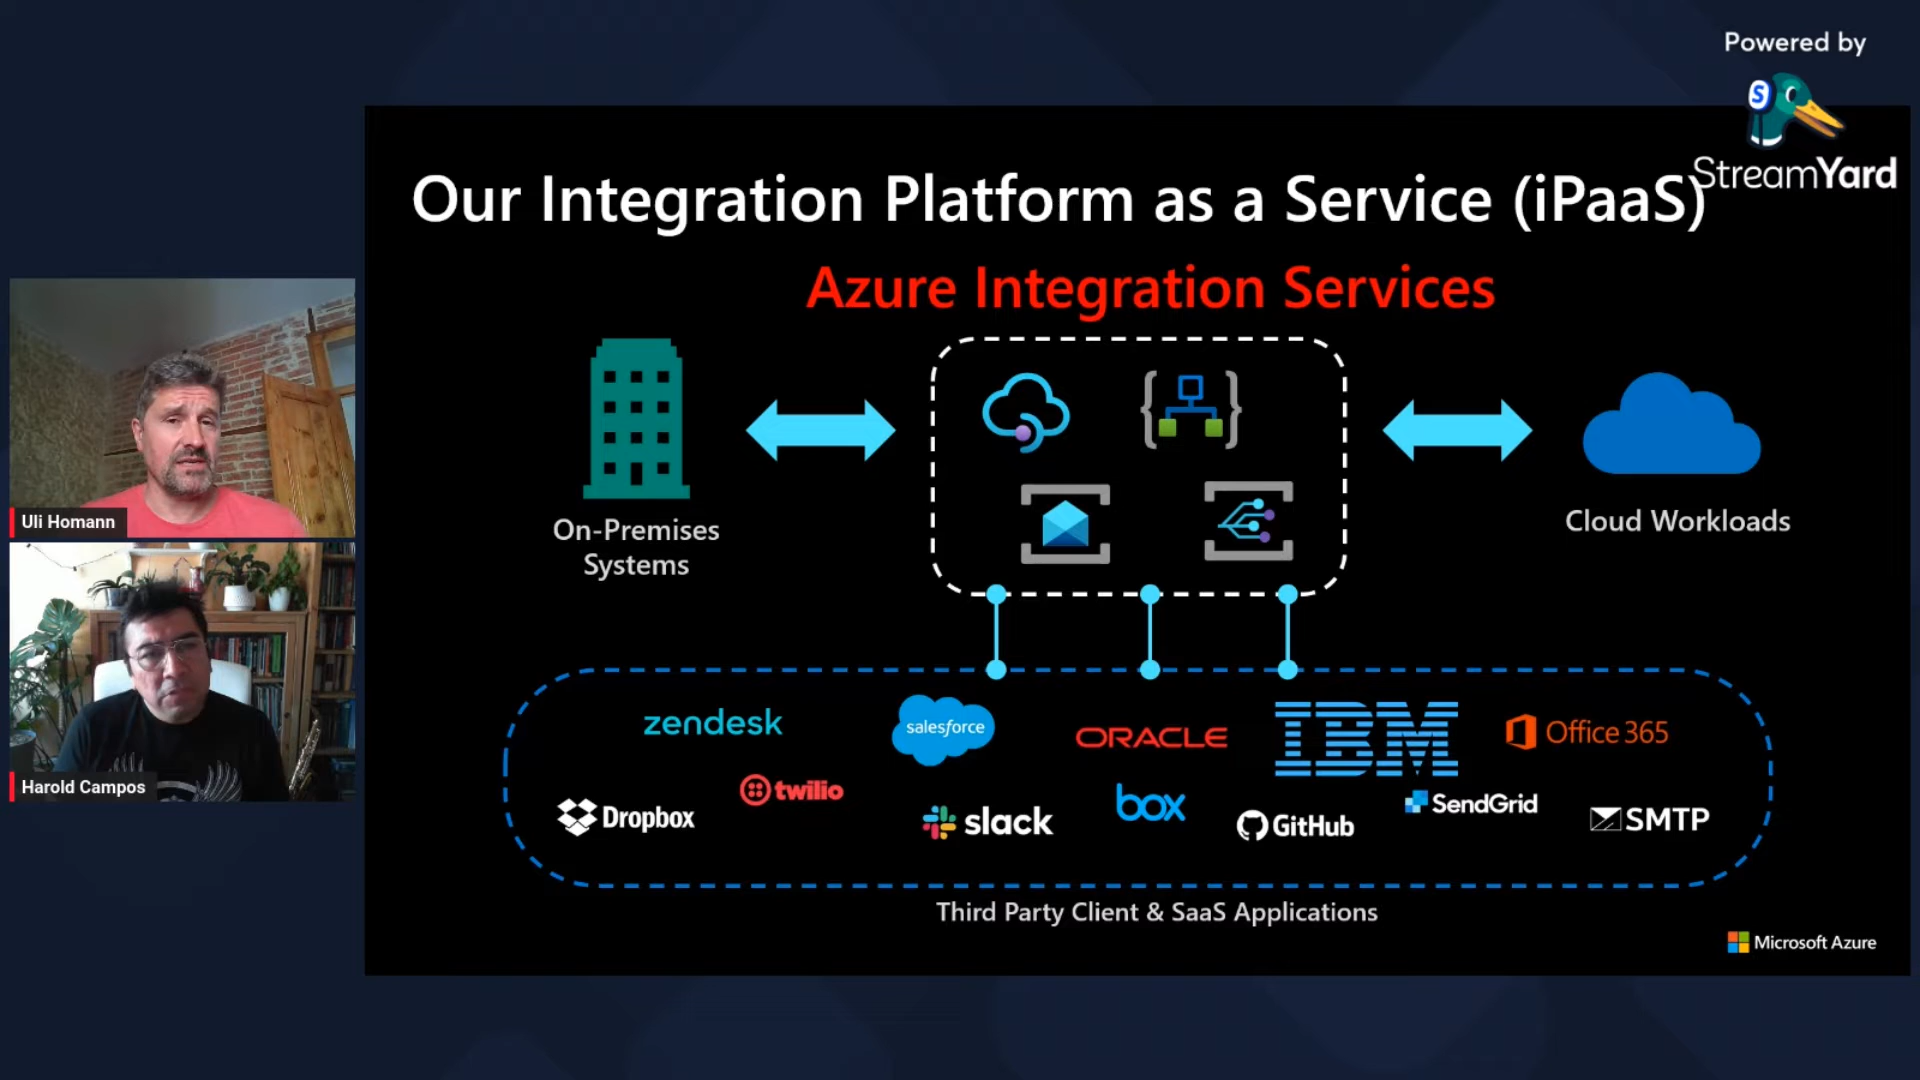 Powered by
StreamYard
Our Integration Platform as a Service (iPaaS)
Azure Integration Services
On-Premises
Systems
Cloud Workloads
Uli Homann
Harold Campos
zendesk
salesforce
ORACLE
IBM
Office 365
Dropbox
twilio
slack
box
GitHub
SendGrid
SMTP
Third Party Client & SaaS Applications
Microsoft Azure